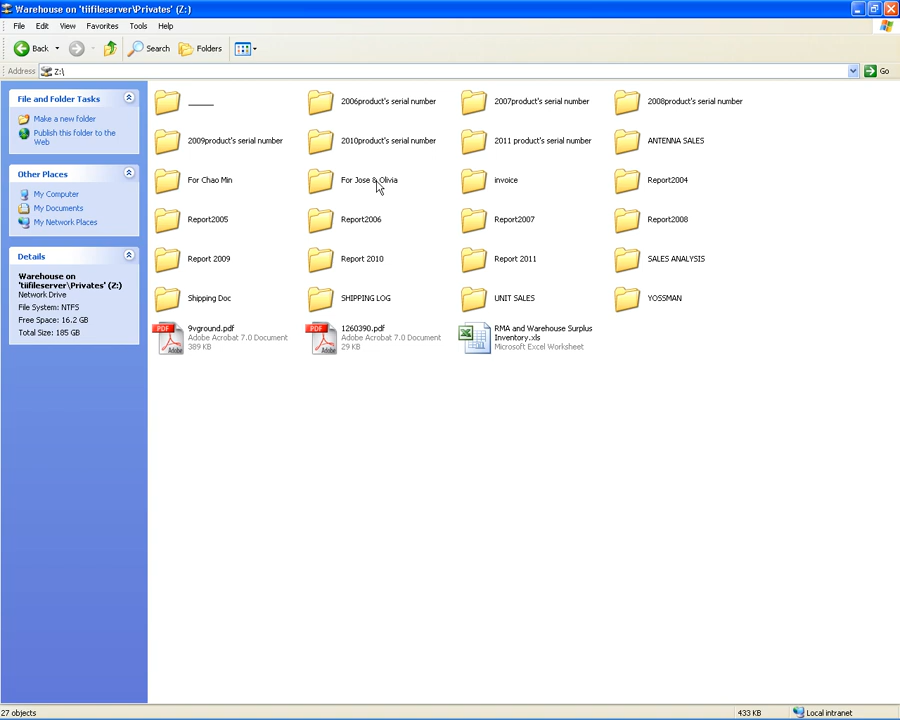 Warehouse on 'tiifileserver\Privates' (Z:)
File Edit View Favorites Tools Help
Back Search Folders
Address Z:\ Go
File and Folder Tasks
Make a new folder
Publish this folder to the
Web
Other Places
My Computer
My Documents
My Network Places
Details
Warehouse on
'tiifileserver\Privates' (Z:)
Network Drive
File System: NTFS
Free Space: 16.2 GB
Total Size: 185 GB
______ 2006product's serial number 2007product's serial number 2008product's serial number
2009product's serial number 2010product's serial number 2011 product's serial number ANTENNA SALES
For Chao Min For Jose & Olivia invoice Report2004
Report2005 Report2006 Report2007 Report2008
Report 2009 Report 2010 Report 2011 SALES ANALYSIS
Shipping Doc SHIPPING LOG UNIT SALES YOSSMAN
PDF Adobe
9vground.pdf
Adobe Acrobat 7.0 Document
389 KB
PDF Adobe
1260390.pdf
Adobe Acrobat 7.0 Document
29 KB
RMA and Warehouse Surplus
Inventory.xls
Microsoft Excel Worksheet
27 objects 433 KB Local intranet